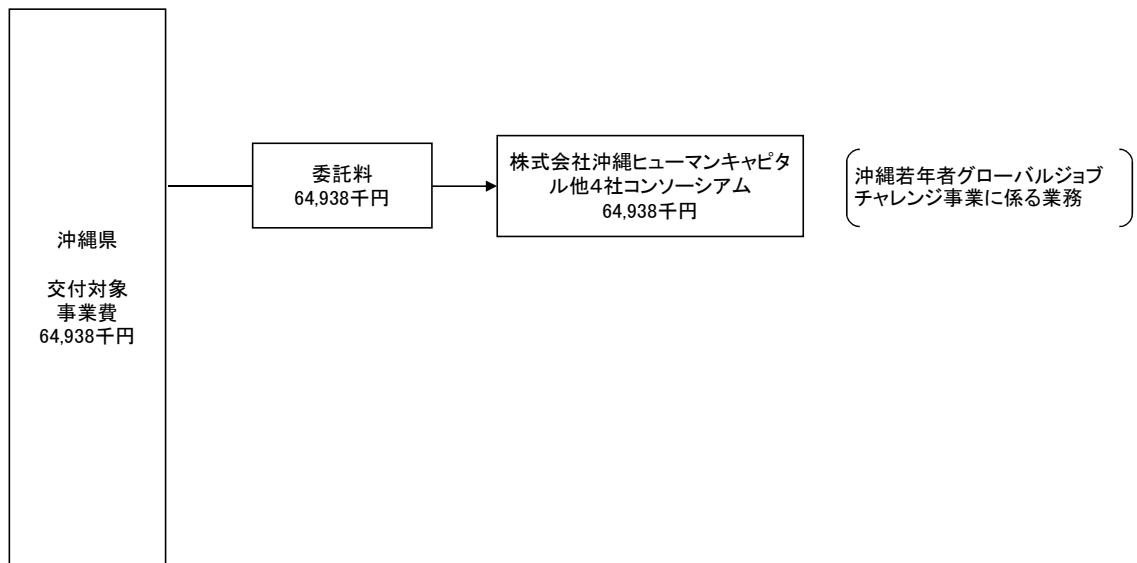 沖縄県
交付対象
事業費
64,938千円
委託料
64,938千円
株式会社沖縄ヒューマンキャピタ
ル他4社コンソーシアム
64,938千円
沖縄若年者グローバルジョブ
チャレンジ事業に係る業務